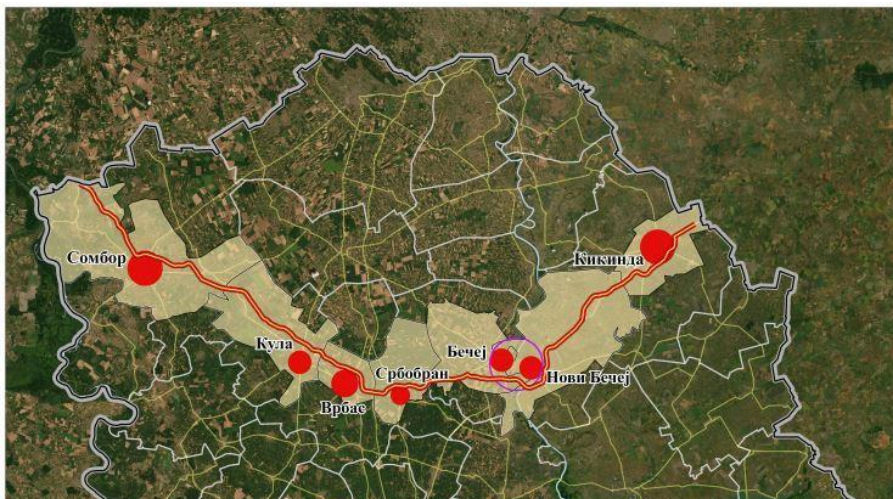 Сомбор
Кула
Врбас
Србобран
Бечеј
Нови Бечеј
Кикинда